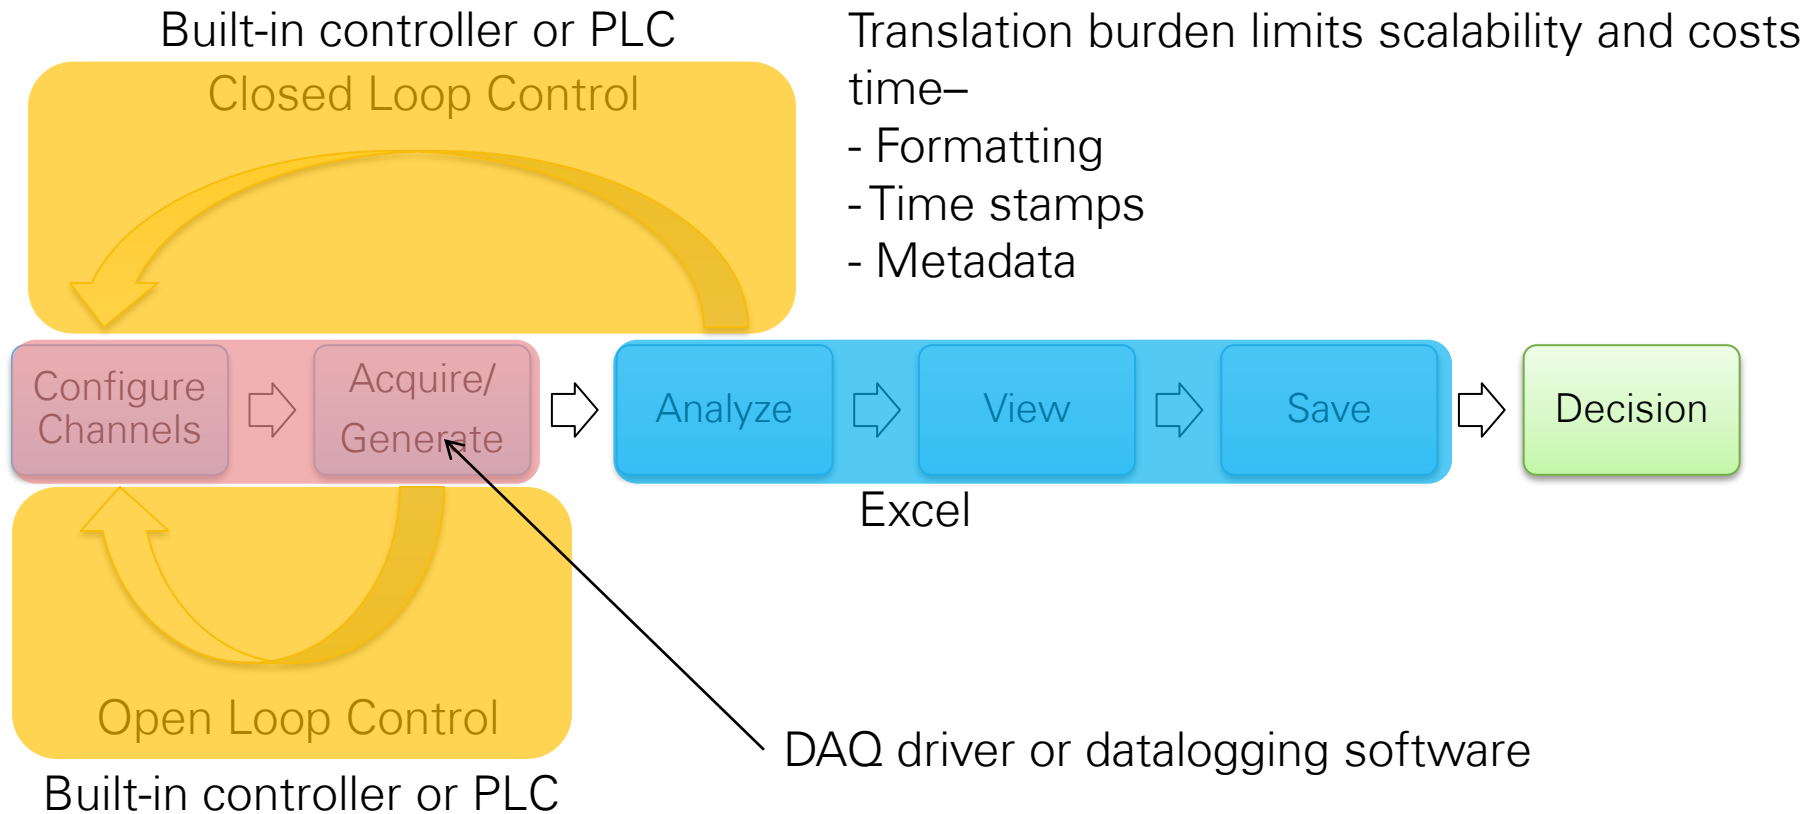 Built-in controller or PLC
Closed Loop Control
Translation burden limits scalability and costs
time–
- Formatting
- Time stamps
- Metadata
Configure
Channels
Acquire/
Generate
Analyze
View
Save
Decision
Excel
Open Loop Control
DAQ driver or datalogging software
Built-in controller or PLC